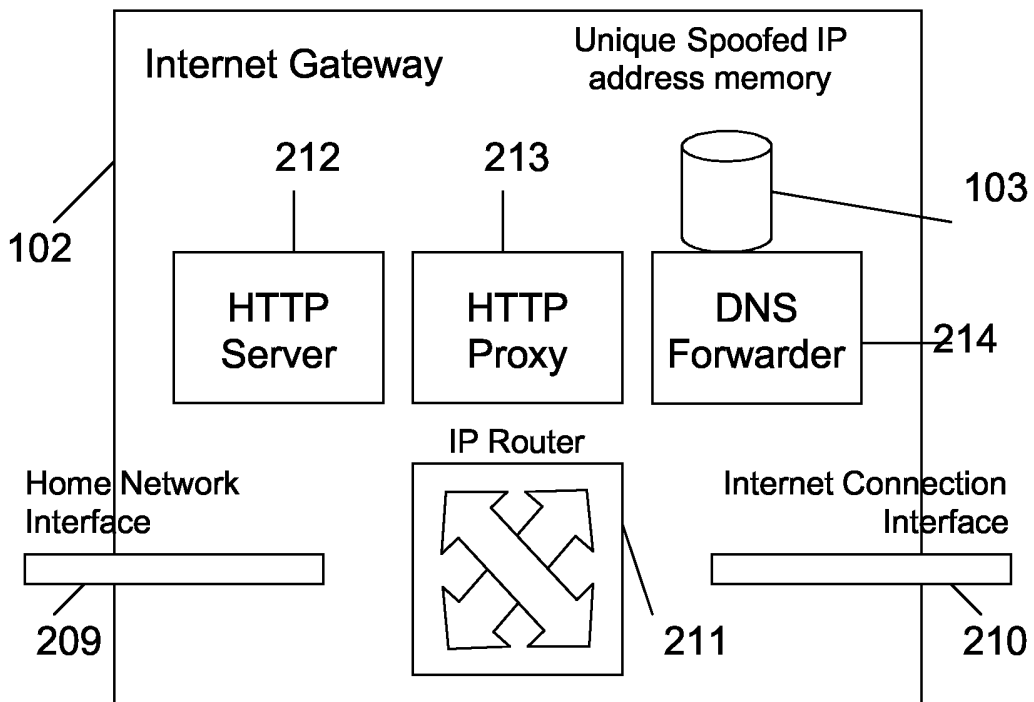 Internet Gateway
Unique Spoofed IP
address memory
212
213
103
102
HTTP
Server
HTTP
Proxy
DNS
Forwarder
214
IP Router
Home Network
Interface
Internet Connection
Interface
209
211
210